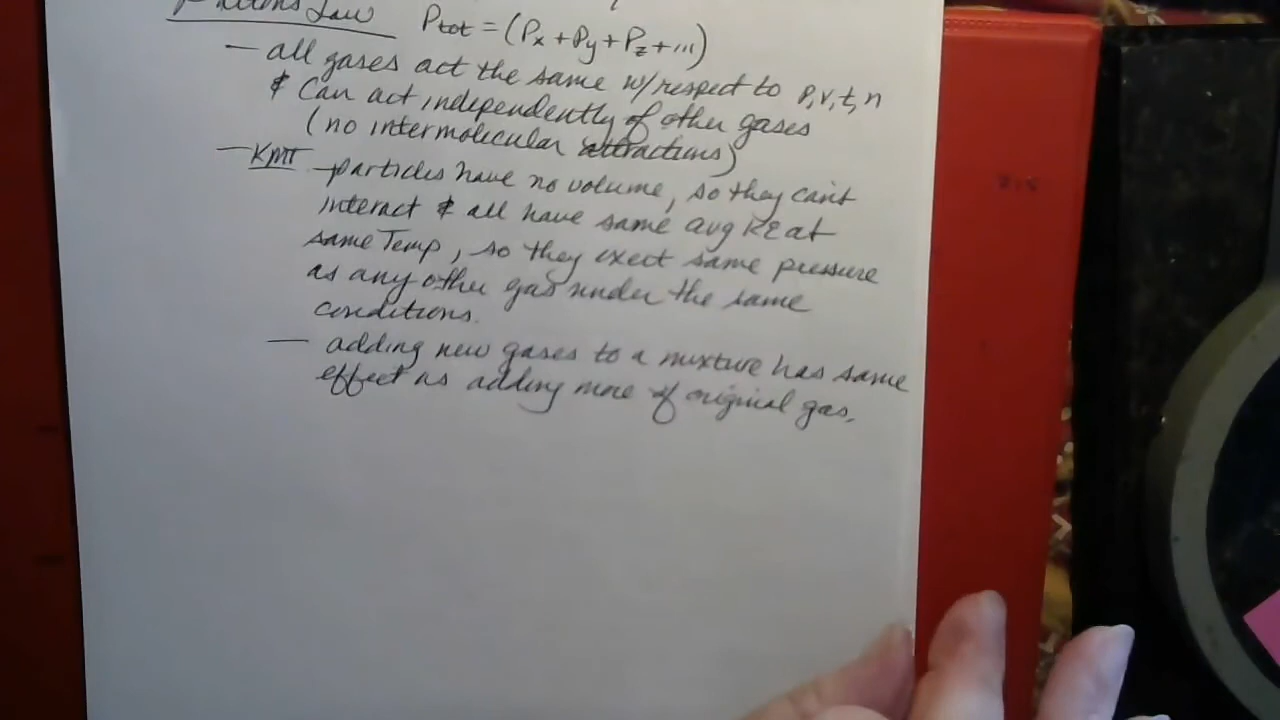 Daltons Law Ptot = (Px + Py + Pz + ...)
— all gases act the same w/respect to P, V, t, n
& Can act independently of other gases
(no intermolecular attractions)
— KMT – particles have no volume, so they can't
interact & all have same avg KE at
same Temp, so they exert same pressure
as any other gas under the same
conditions.
— adding new gases to a mixture has same
effect as adding more of original gas.